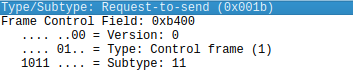 Type/Subtype: Request-to-send (0x001b)
Frame Control Field: 0xb400
.... ..00 = Version: 0
.... 01.. = Type: Control frame (1)
1011 .... = Subtype: 11